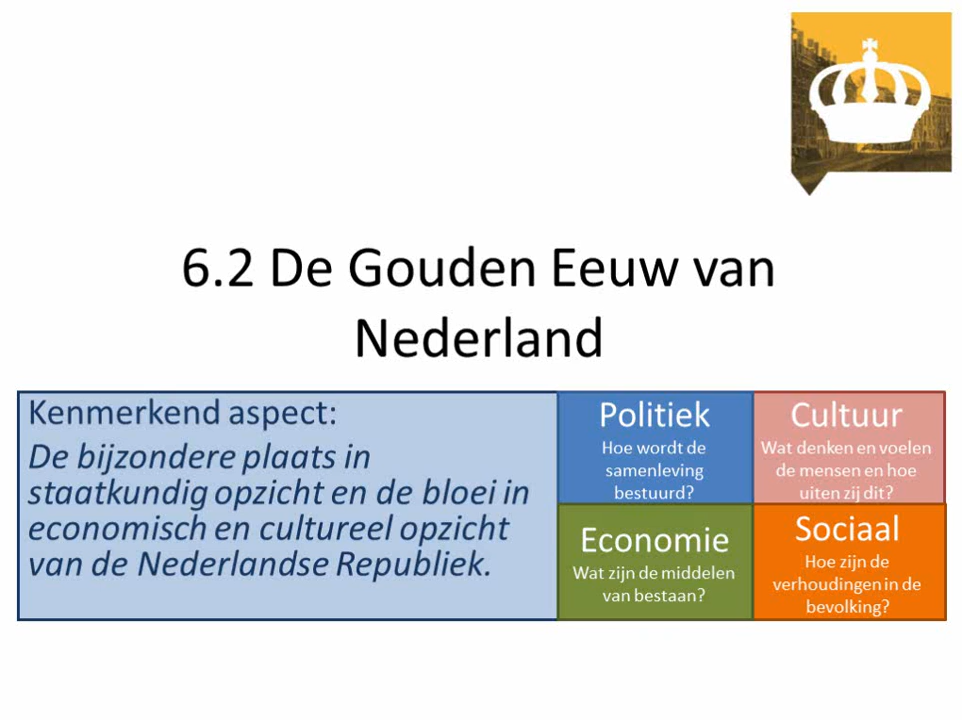 6.2 De Gouden Eeuw van
Nederland
Kenmerkend aspect:
De bijzondere plaats in
staatkundig opzicht en de bloei in
economisch en cultureel opzicht
van de Nederlandse Republiek.
Politiek
Hoe wordt de
samenleving
bestuurd?
Cultuur
Wat denken en voelen
de mensen en hoe
uiten zij dit?
Economie
Wat zijn de middelen
van bestaan?
Sociaal
Hoe zijn de
verhoudingen in de
bevolking?